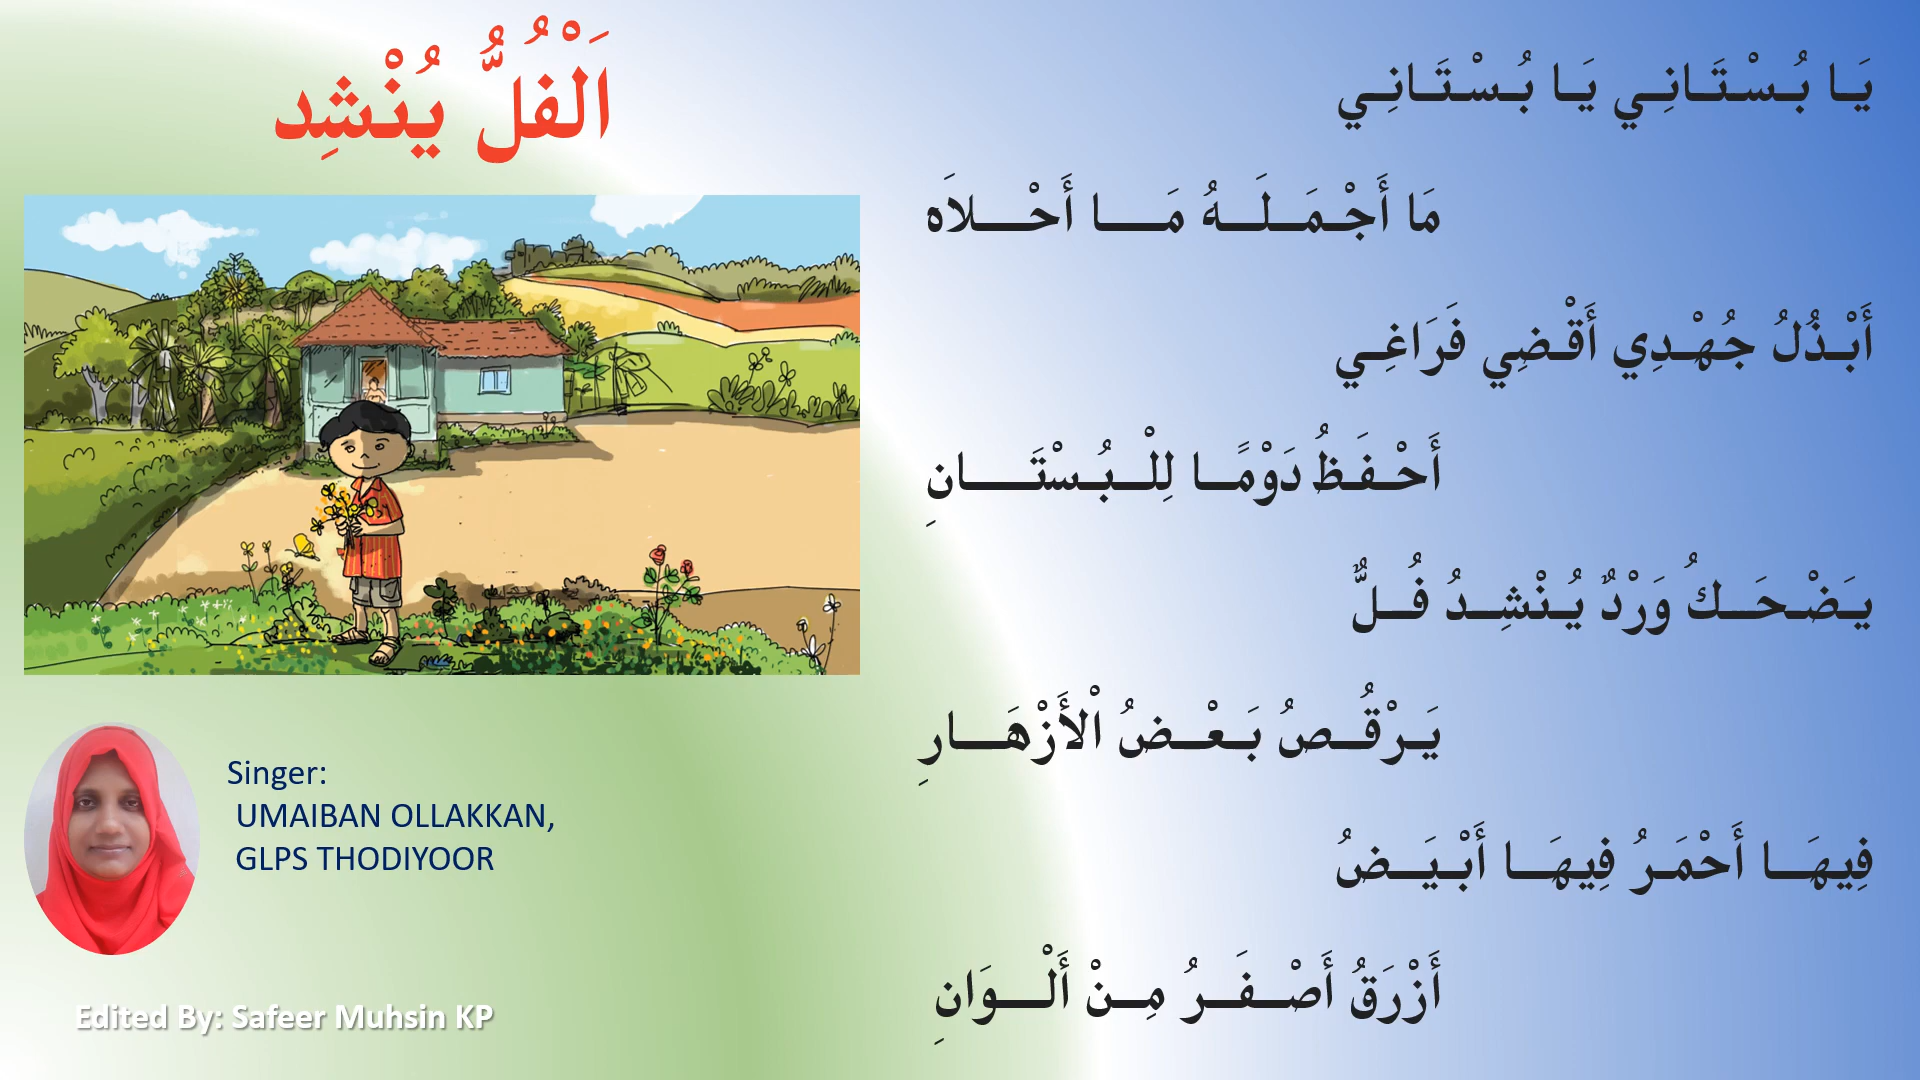 اَلْفُلُّ يُنْشِد
يَا بُسْتَانِي يَا بُسْتَانِي
مَا أَجْمَلَهُ مَا أَحْلاَه
أَبْذُلُ جُهْدِي أَقْضِي فَرَاغِي
أَحْفَظُ دَوْمًا لِلْبُسْتَانِ
يَضْحَكُ وَرْدٌ يُنْشِدُ فُلٌّ
يَرْقُصُ بَعْضُ اْلأَزْهَارِ
فِيهَا أَحْمَرُ فِيهَا أَبْيَضُ
أَزْرَقُ أَصْفَرُ مِنْ أَلْوَانِ
Singer:
UMAIBAN OLLAKKAN,
GLPS THODIYOOR
Edited By: Safeer Muhsin KP